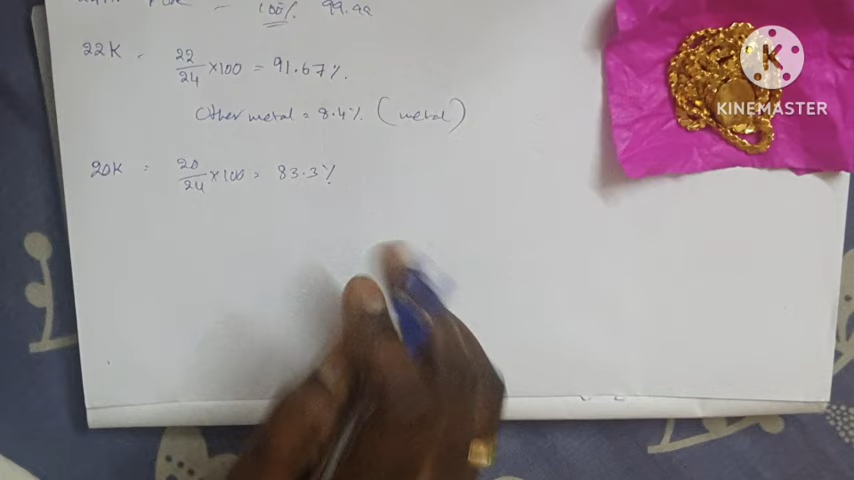 100% 99.99
22K = 22/24 × 100 = 91.67%.
Other metal = 8.4% (metal)
20K = 20/24 × 100 = 83.3%
K
KINEMASTER